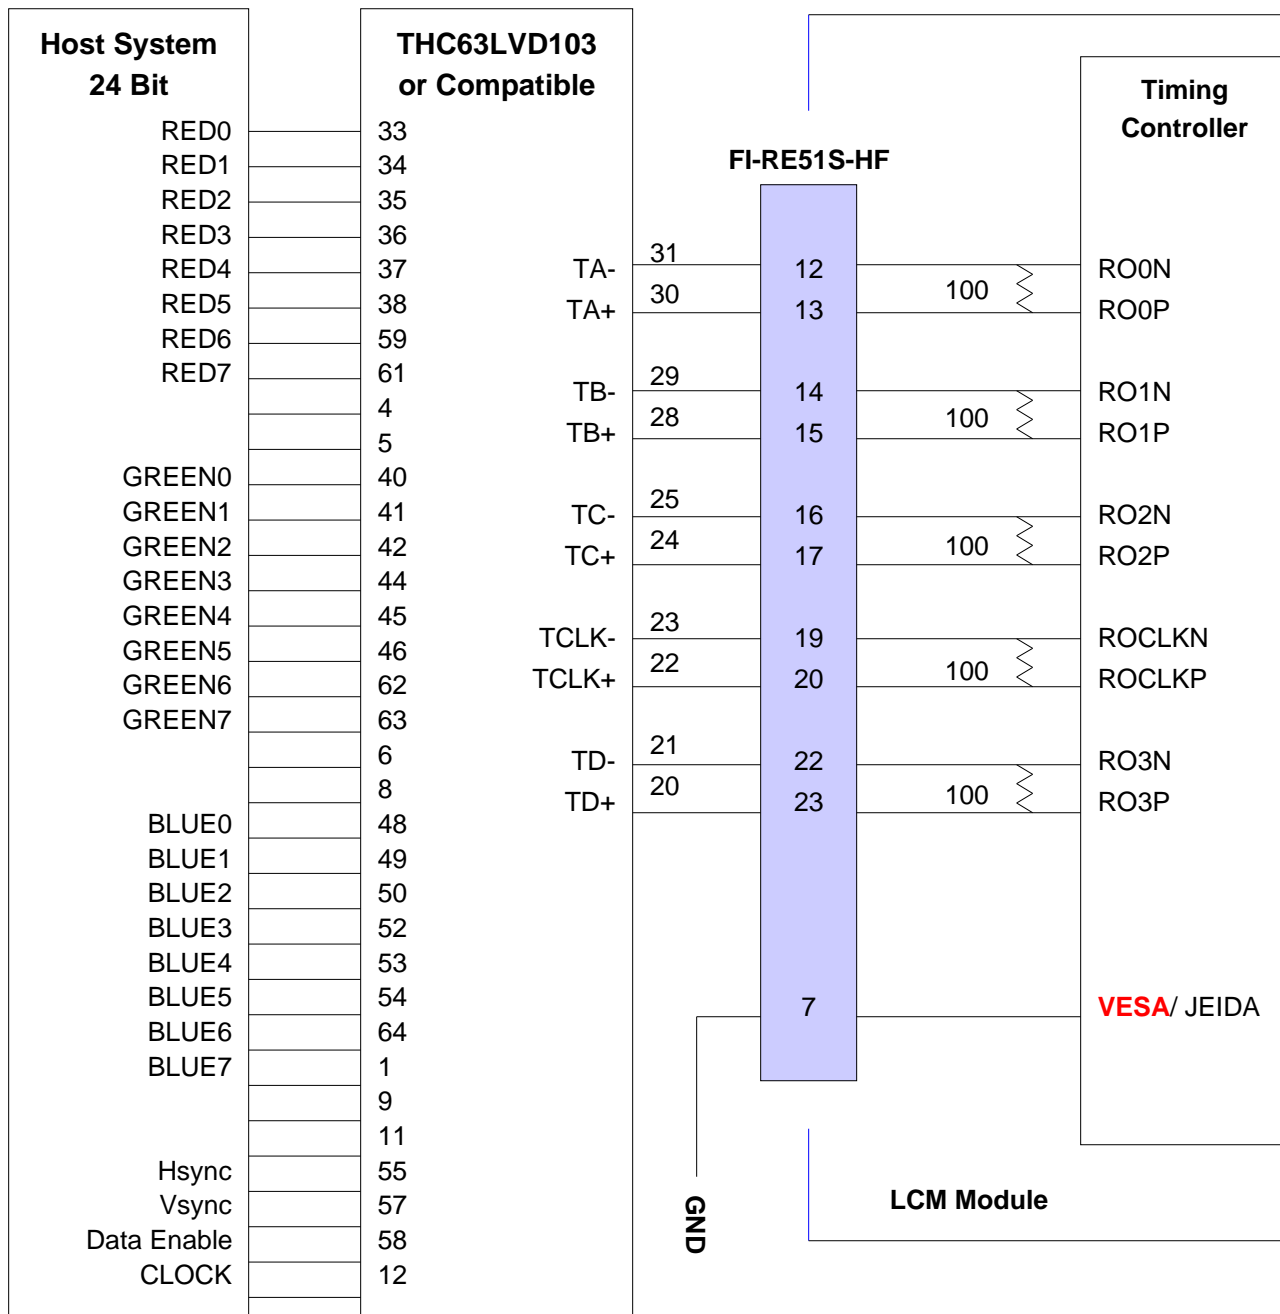 Host System
24 Bit
RED0
RED1
RED2
RED3
RED4
RED5
RED6
RED7
GREEN0
GREEN1
GREEN2
GREEN3
GREEN4
GREEN5
GREEN6
GREEN7
BLUE0
BLUE1
BLUE2
BLUE3
BLUE4
BLUE5
BLUE6
BLUE7
Hsync
Vsync
Data Enable
CLOCK
THC63LVD103
or Compatible
33
34
35
36
37
38
59
61
4
5
40
41
42
44
45
46
62
63
6
8
48
49
50
52
53
54
64
1
9
11
55
57
58
12
TA-
TA+
TB-
TB+
TC-
TC+
TCLK-
TCLK+
TD-
TD+
31
30
29
28
25
24
23
22
21
20
FI-RE51S-HF
12
13
14
15
16
17
19
20
22
23
7
GND
100
100
100
100
100
Timing
Controller
RO0N
RO0P
RO1N
RO1P
RO2N
RO2P
ROCLKN
ROCLKP
RO3N
RO3P
VESA/ JEIDA
LCM Module